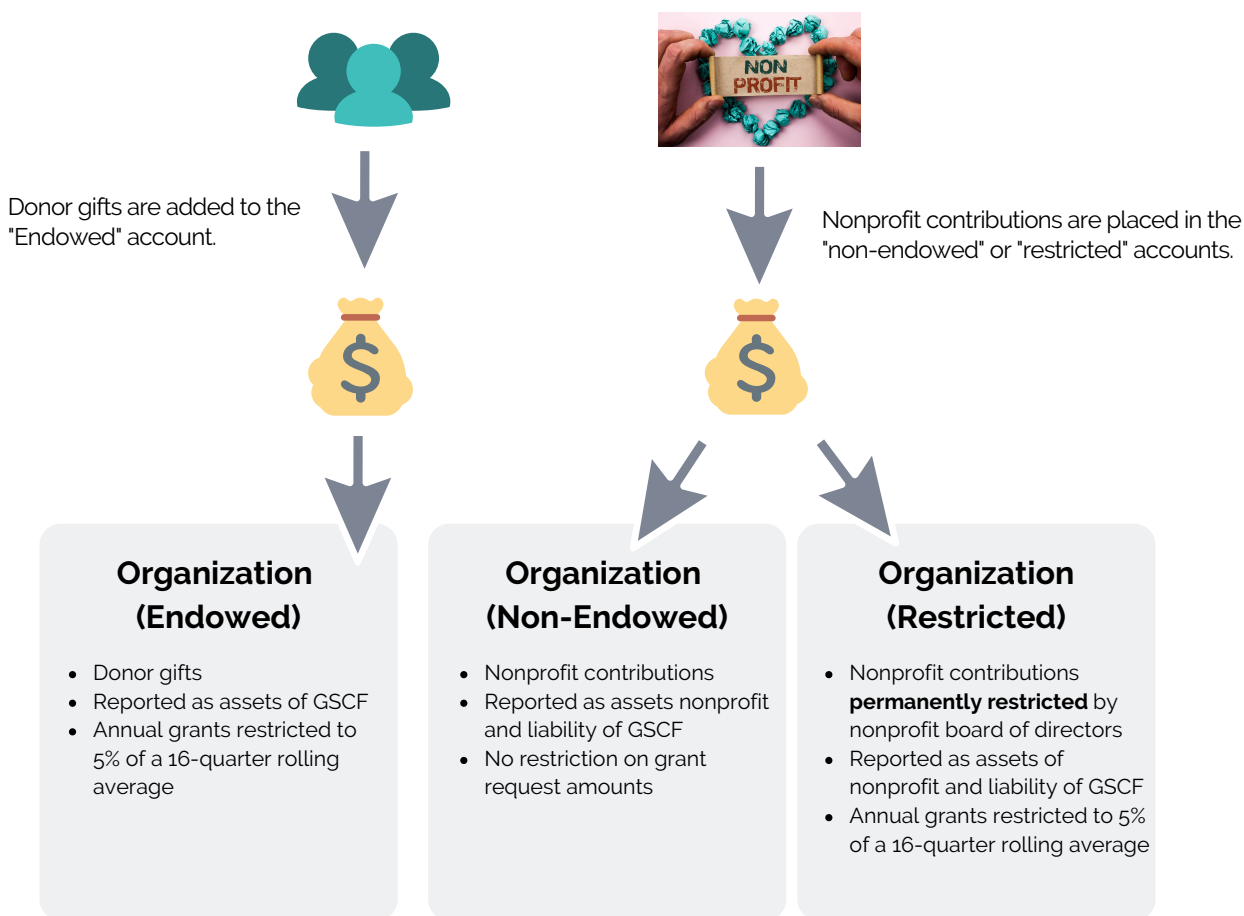 NON
PROFIT
Donor gifts are added to the
"Endowed" account.
Nonprofit contributions are placed in the
"non-endowed" or "restricted" accounts.
$
$
Organization
(Endowed)
• Donor gifts
• Reported as assets of GSCF
• Annual grants restricted to
5% of a 16-quarter rolling
average
Organization
(Non-Endowed)
• Nonprofit contributions
• Reported as assets nonprofit
and liability of GSCF
• No restriction on grant
request amounts
Organization
(Restricted)
• Nonprofit contributions
permanently restricted by
nonprofit board of directors
• Reported as assets of
nonprofit and liability of GSCF
• Annual grants restricted to 5%
of a 16-quarter rolling average